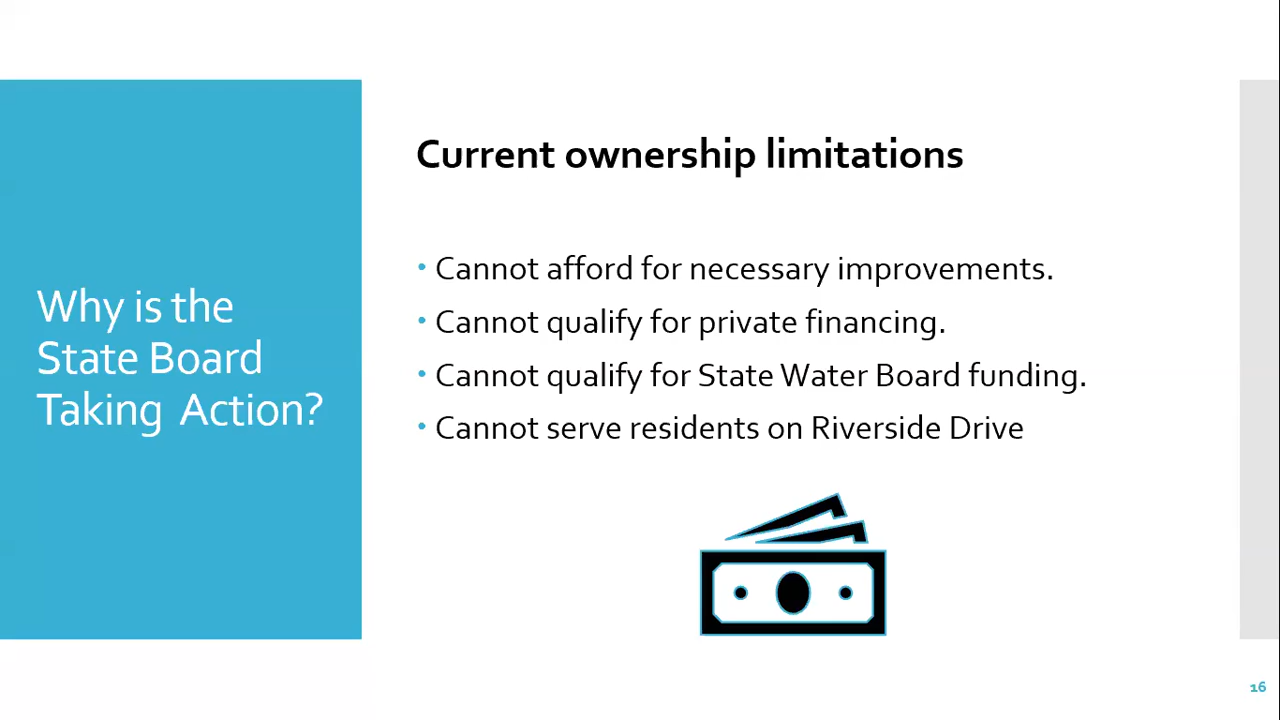 Why is the
State Board
Taking Action?
Current ownership limitations
• Cannot afford for necessary improvements.
• Cannot qualify for private financing.
• Cannot qualify for State Water Board funding.
• Cannot serve residents on Riverside Drive
16